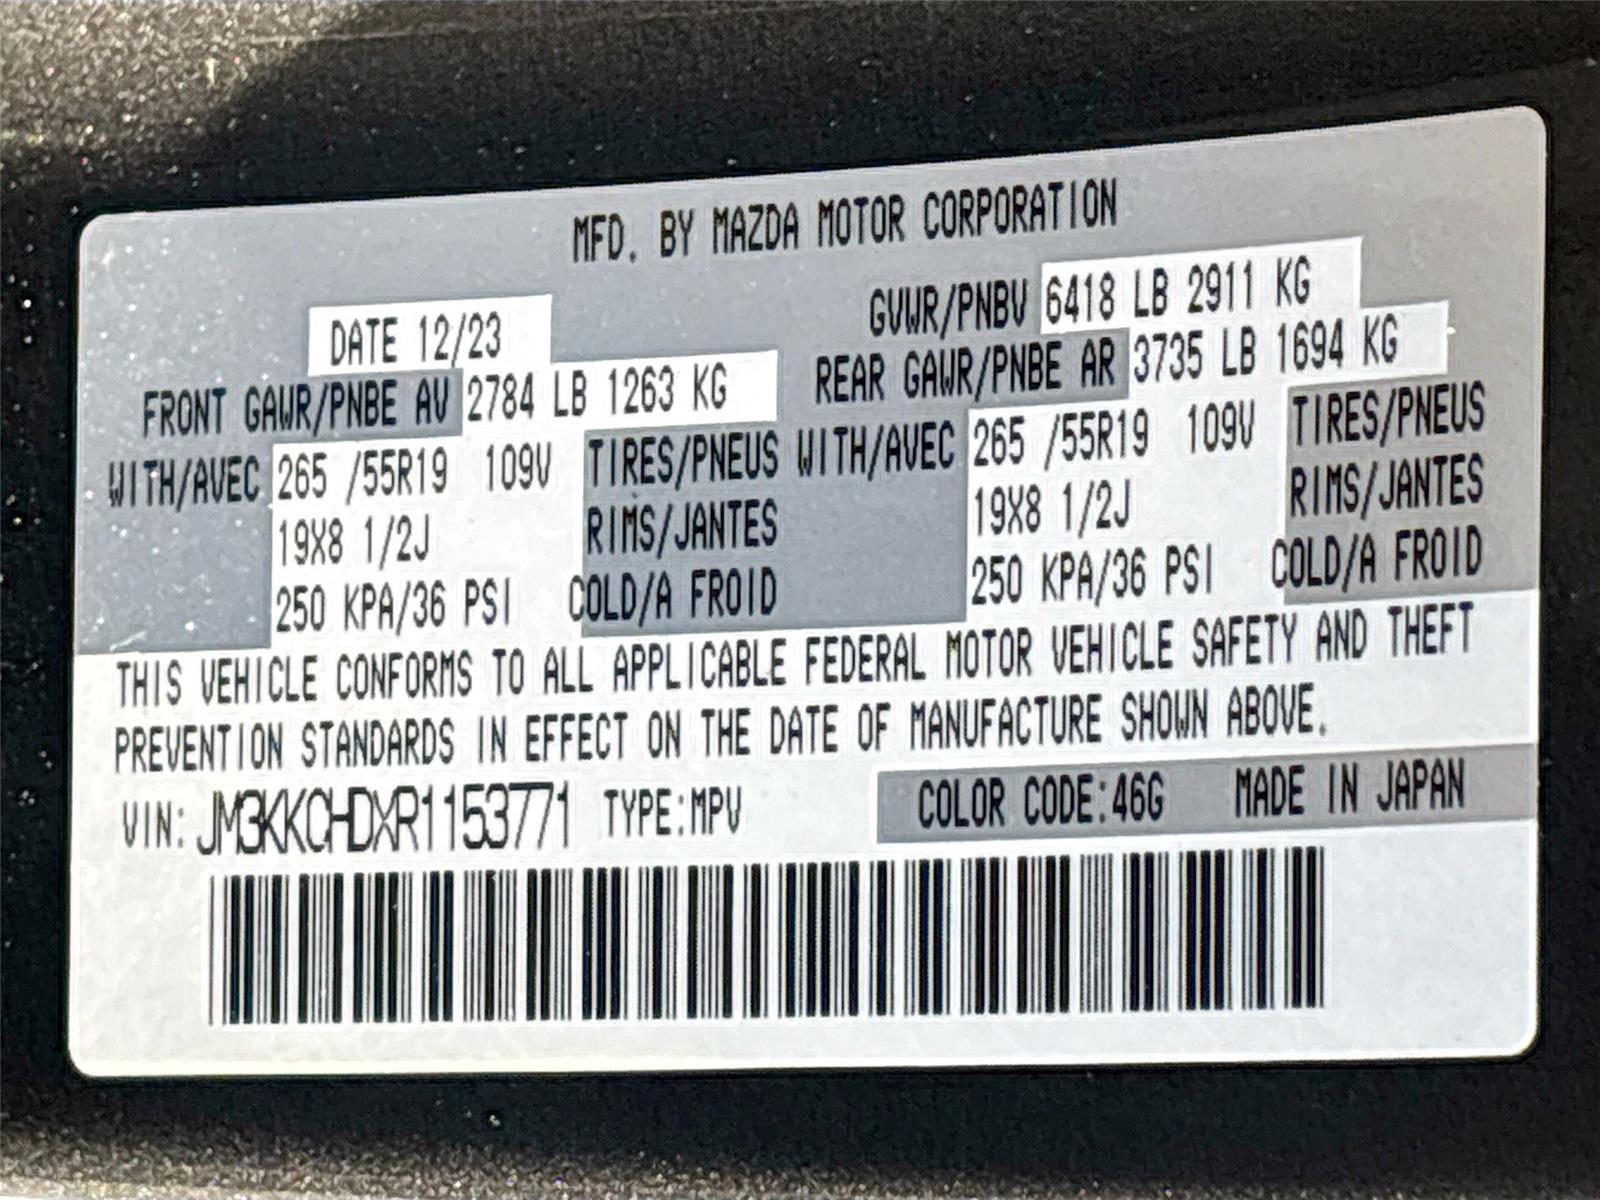 MFD. BY MAZDA MOTOR CORPORATION
DATE 12/23 GVWR/PNBV 6418 LB 2911 KG
FRONT GAWR/PNBE AV 2784 LB 1263 KG REAR GAWR/PNBE AR 3735 LB 1694 KG
WITH/AVEC 265 /55R19 109V TIRES/PNEUS WITH/AVEC 265 /55R19 109V TIRES/PNEUS
19X8 1/2J RIMS/JANTES 19X8 1/2J RIMS/JANTES
250 KPA/36 PSI COLD/A FROID 250 KPA/36 PSI COLD/A FROID
THIS VEHICLE CONFORMS TO ALL APPLICABLE FEDERAL MOTOR VEHICLE SAFETY AND THEFT
PREVENTION STANDARDS IN EFFECT ON THE DATE OF MANUFACTURE SHOWN ABOVE.
VIN: JM3KKCHDXR1153771 TYPE:MPV COLOR CODE:46G MADE IN JAPAN